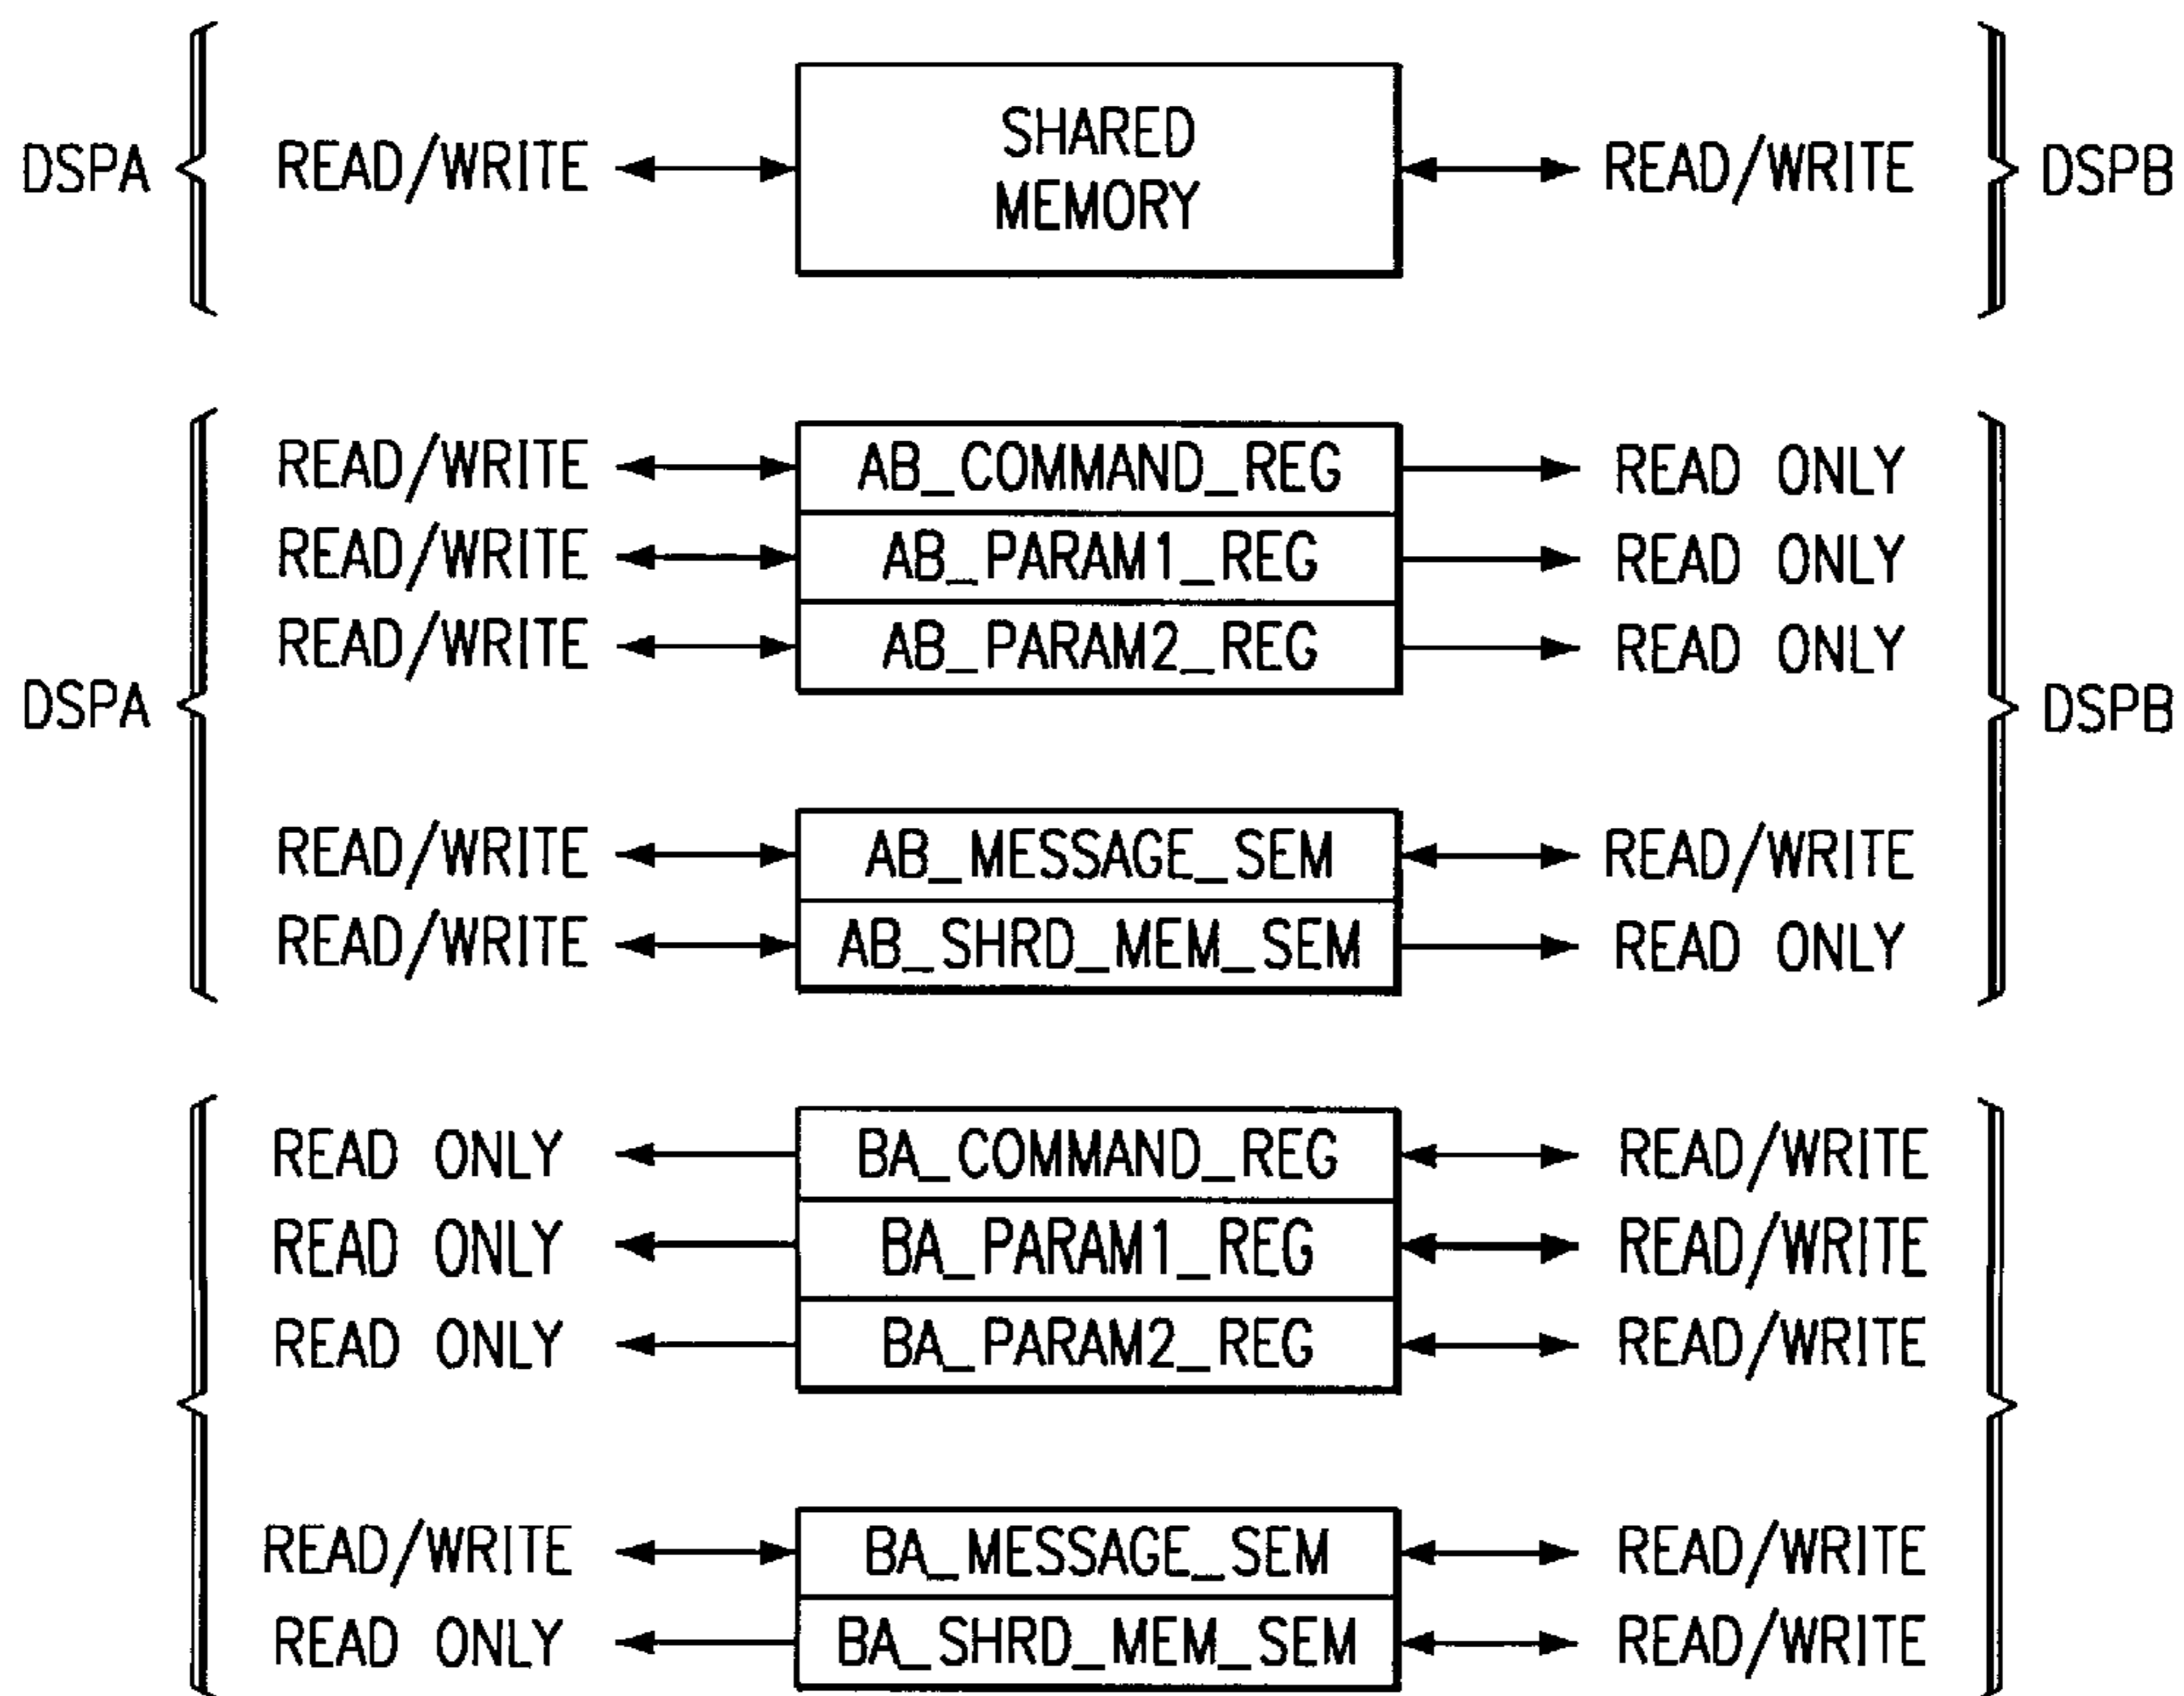 SHARED
DSPA READ/WRITE READ/WRITE DSPB
MEMORY
READ/WRITE AB_COMMAND_REG READ ONLY
READ/WRITE AB_PARAM1_REG READ ONLY
READ/WRITE AB_PARAM2_REG READ ONLY
DSPA DSPB
READ/WRITE AB_MESSAGE_SEM READ/WRITE
READ/WRITE AB_SHRD_MEM_SEM READ ONLY
READ ONLY BA_COMMAND_REG READ/WRITE
READ ONLY BA_PARAM1_REG READ/WRITE
READ ONLY BA_PARAM2_REG READ/WRITE
READ/WRITE BA_MESSAGE_SEM READ/WRITE
READ ONLY BA_SHRD_MEM_SEM READ/WRITE